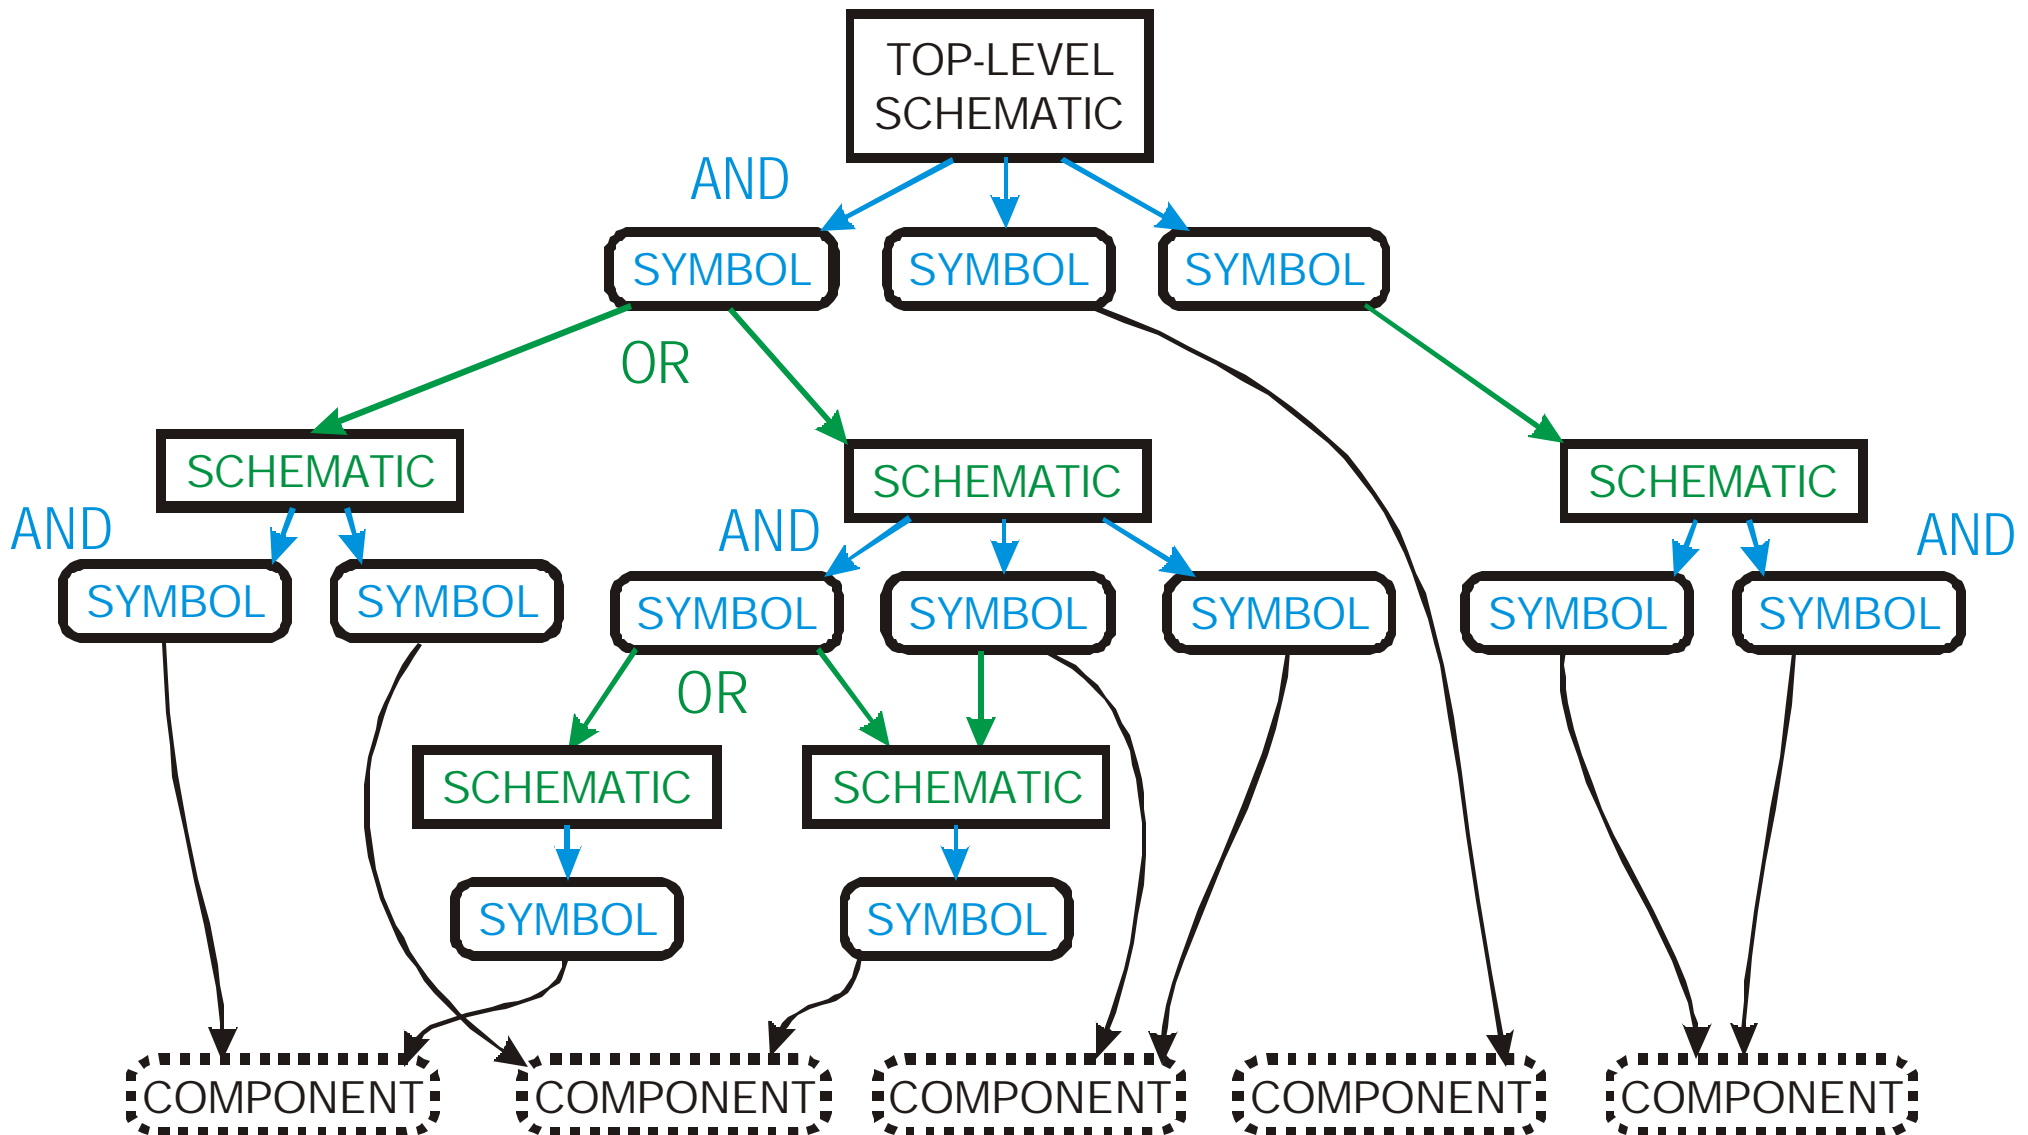 TOP-LEVEL
SCHEMATIC
AND
SYMBOL
SYMBOL
SYMBOL
OR
SCHEMATIC
SCHEMATIC
SCHEMATIC
AND
AND
AND
SYMBOL
SYMBOL
SYMBOL
SYMBOL
SYMBOL
SYMBOL
SYMBOL
OR
SCHEMATIC
SCHEMATIC
SYMBOL
SYMBOL
COMPONENT
COMPONENT
COMPONENT
COMPONENT
COMPONENT